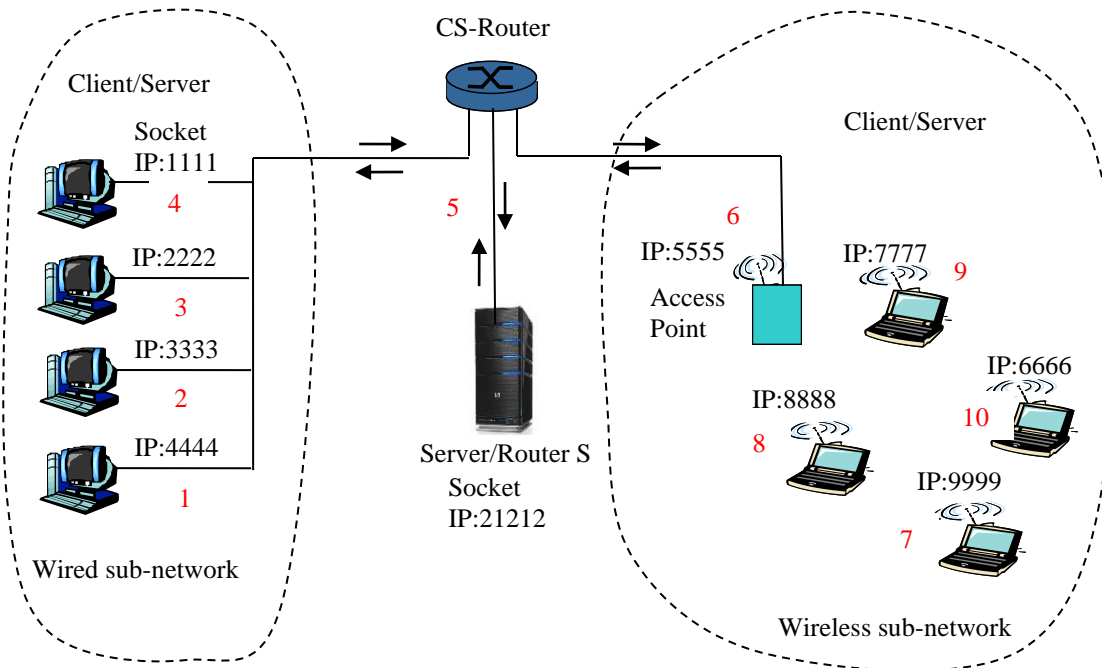 CS-Router
Client/Server
Socket
IP:1111
4
IP:2222
3
IP:3333
2
IP:4444
1
Wired sub-network
5
Server/Router S
Socket
IP:21212
Client/Server
6
IP:5555
Access
Point
IP:7777
9
IP:6666
10
IP:8888
8
IP:9999
7
Wireless sub-network